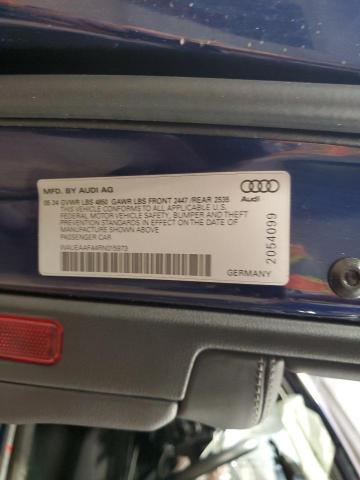 MFD. BY AUDI AG
05 24 GVWR LBS 4850 GAWR LBS FRONT 2447 /REAR 2535
THIS VEHICLE CONFORMS TO ALL APPLICABLE U.S.
FEDERAL MOTOR VEHICLE SAFETY, BUMPER AND THEFT
PREVENTION STANDARDS IN EFFECT ON THE DATE OF
MANUFACTURE SHOWN ABOVE
PASSENGER CAR
Audi
2054099
GERMANY